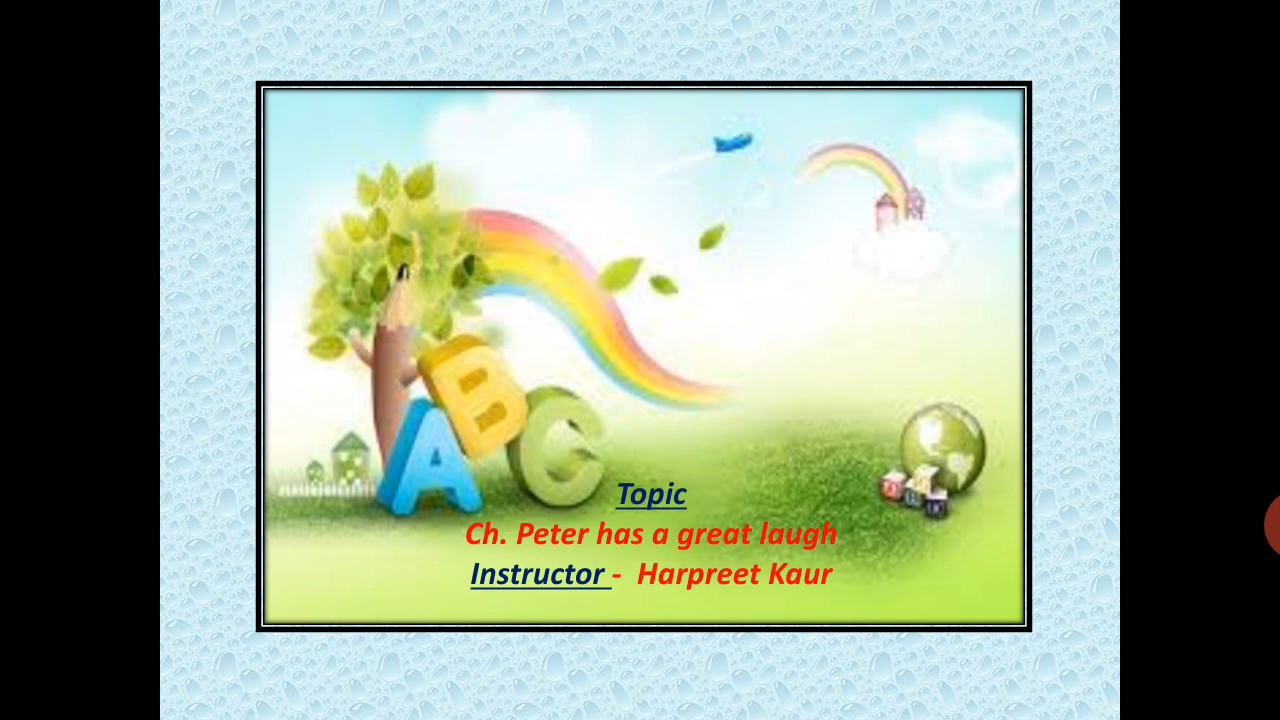 A
B
C
Topic
Ch. Peter has a great laugh
Instructor - Harpreet Kaur